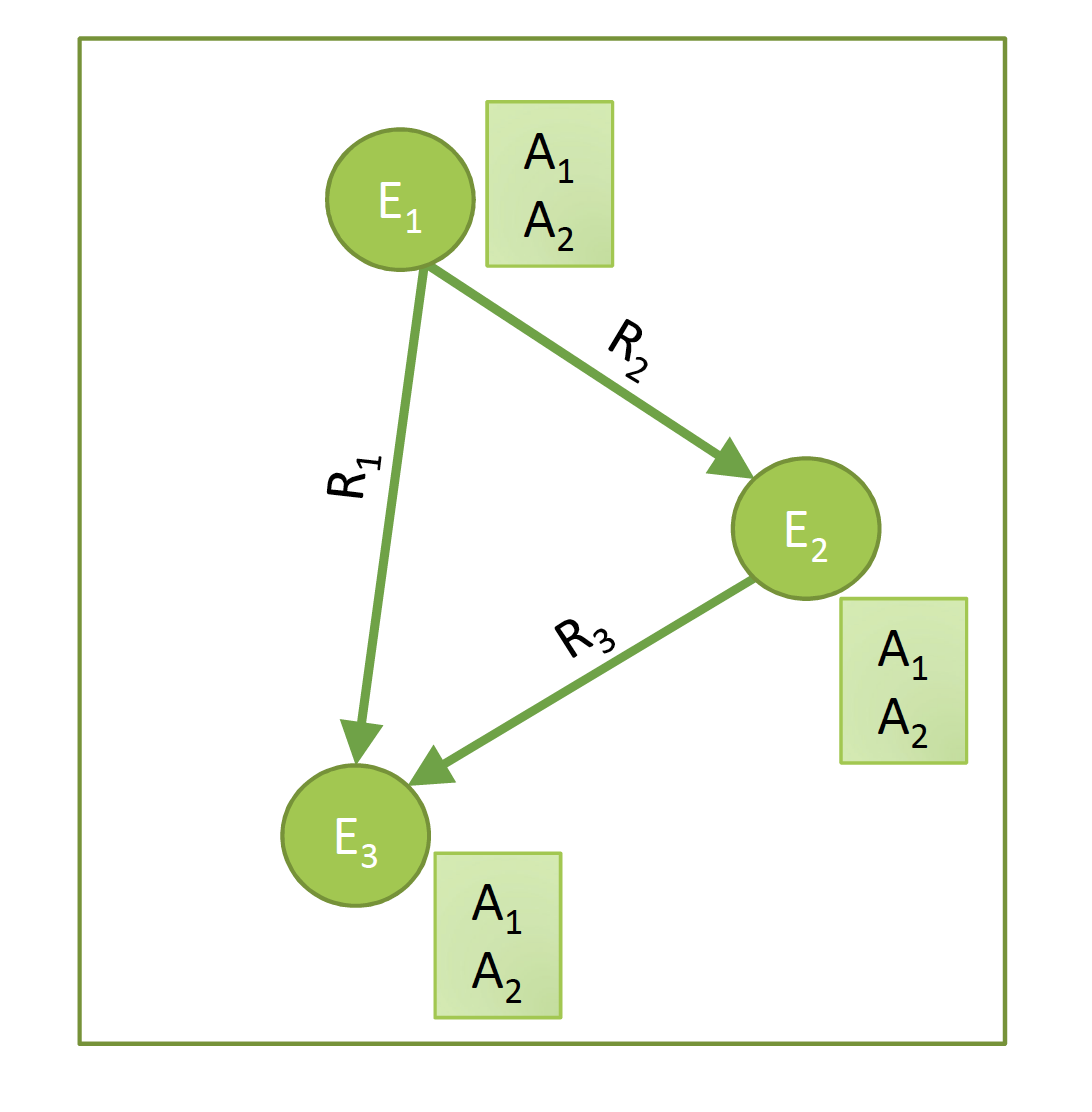 A₁
E₁
A₂
R₂
R₁
E₂
R₃
A₁
A₂
E₃
A₁
A₂